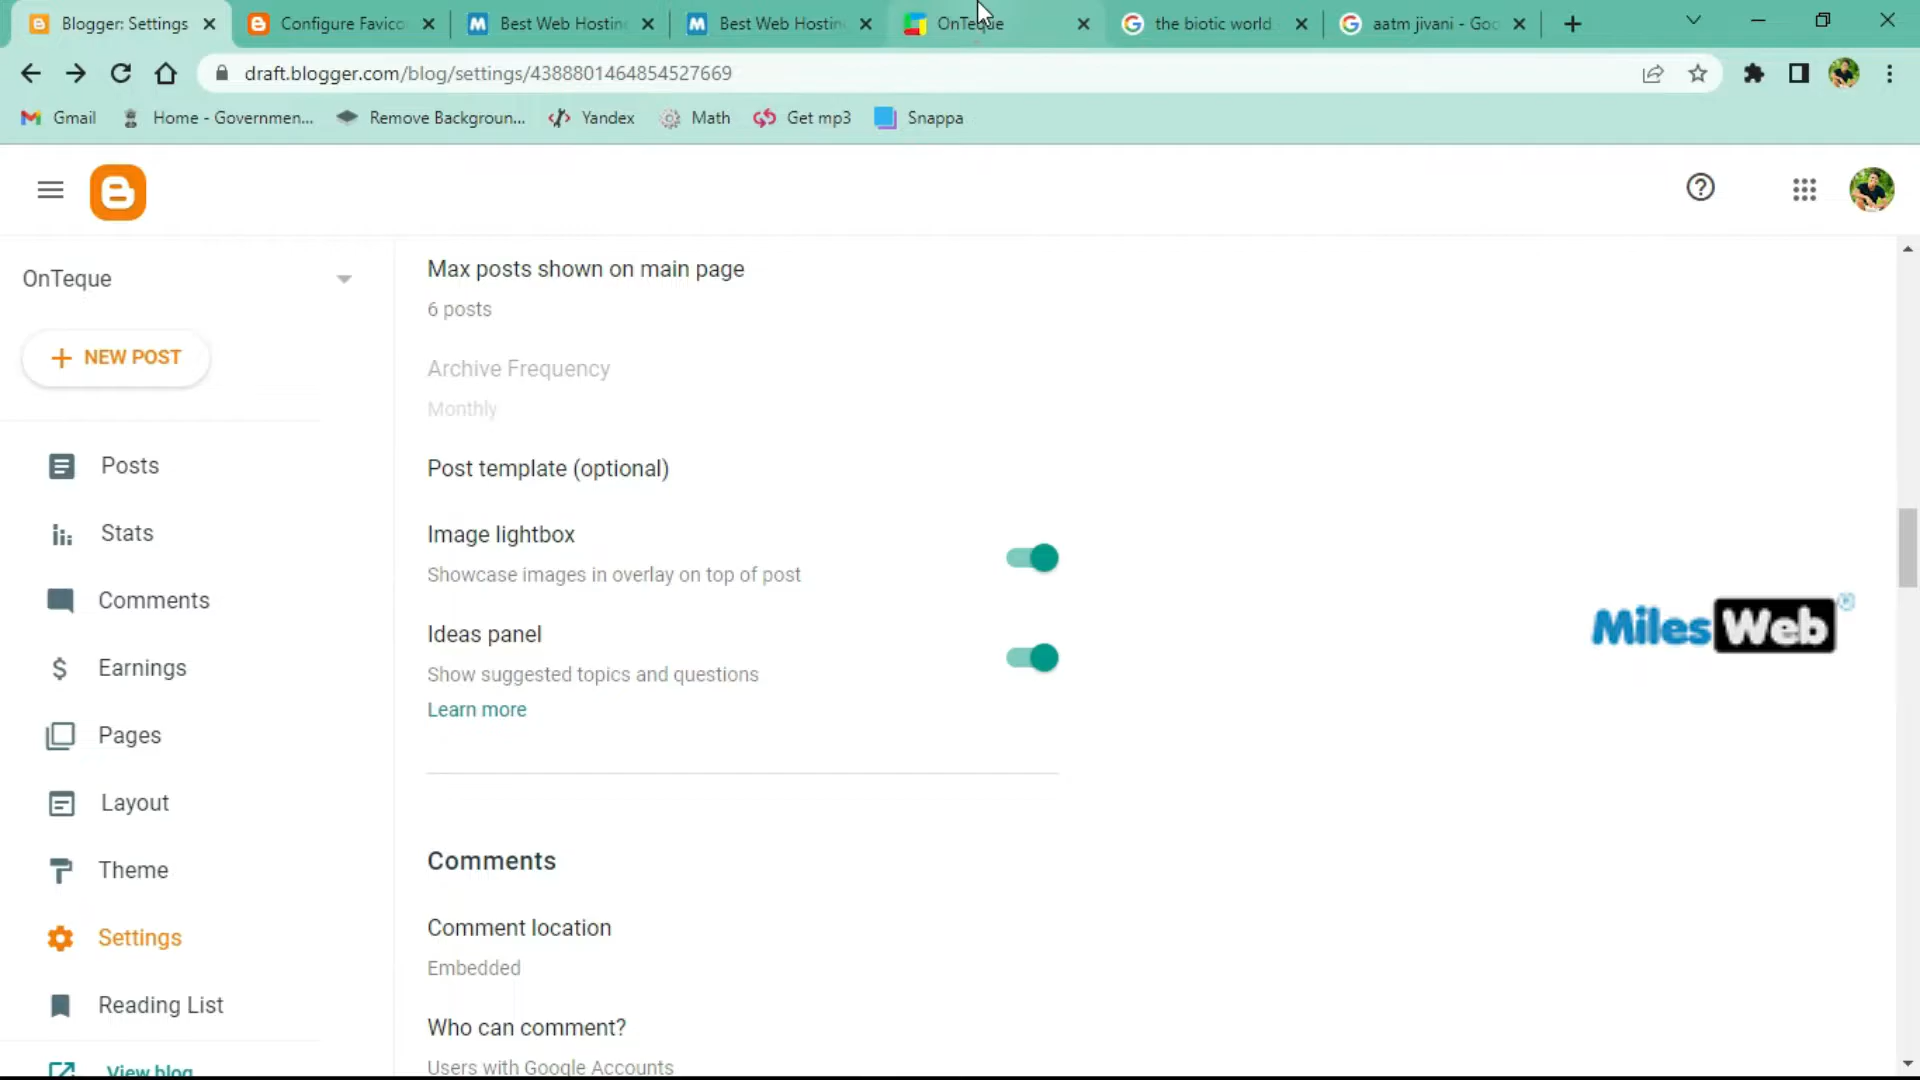 Blogger: Settings
Configure Favico
Best Web Hostin
Best Web Hostin
OnTeque
the biotic world
aatm jivani - Goo
draft.blogger.com/blog/settings/4388801464854527669
Gmail
Home - Governmen...
Remove Backgroun...
Yandex
Math
Get mp3
Snappa
OnTeque
NEW POST
Posts
Stats
Comments
Earnings
Pages
Layout
Theme
Settings
Reading List
View blog
Max posts shown on main page
6 posts
Archive Frequency
Monthly
Post template (optional)
Image lightbox
Showcase images in overlay on top of post
Ideas panel
Show suggested topics and questions
Learn more
Comments
Comment location
Embedded
Who can comment?
Users with Google Accounts
MilesWeb®